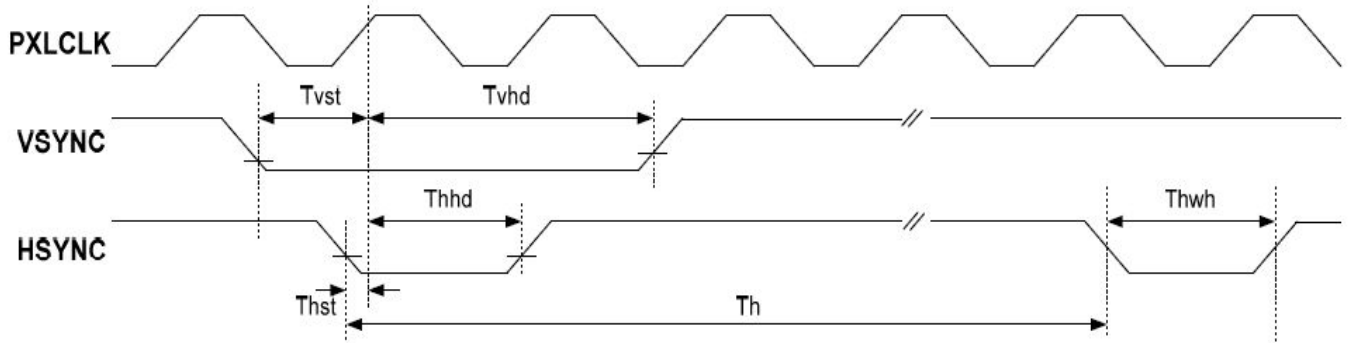 PXLCLK
Tvst
Tvhd
VSYNC
Thhd
Thwh
HSYNC
Thst
Th